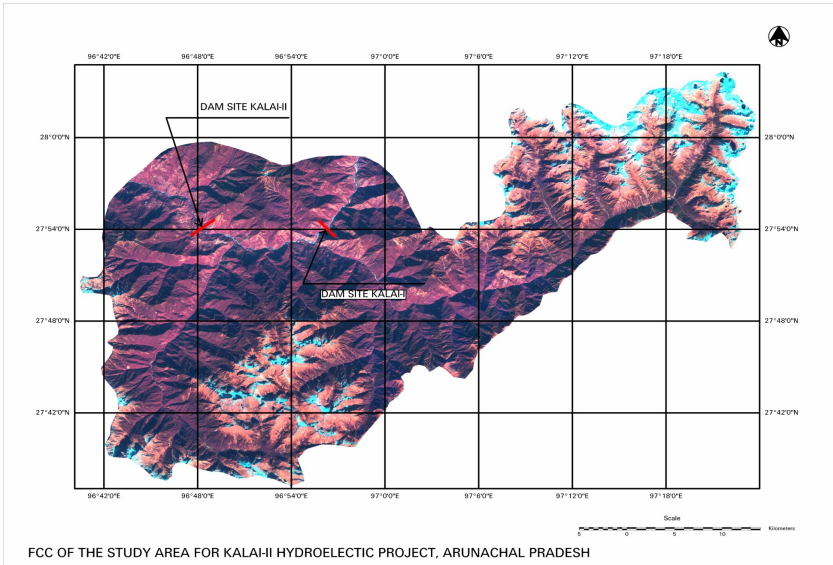 N
96°42'0"E 96°48'0"E 96°54'0"E 97°0'0"E 97°6'0"E 97°12'0"E 97°18'0"E
DAM SITE KALAI-II
28°0'0"N 28°0'0"N
27°54'0"N 27°54'0"N
DAM SITE KALAI-I
27°48'0"N 27°48'0"N
27°42'0"N 27°42'0"N
96°42'0"E 96°48'0"E 96°54'0"E 97°0'0"E 97°6'0"E 97°12'0"E 97°18'0"E
Scale
5 0 5 10 Kilometers
FCC OF THE STUDY AREA FOR KALAI-II HYDROELECTIC PROJECT, ARUNACHAL PRADESH